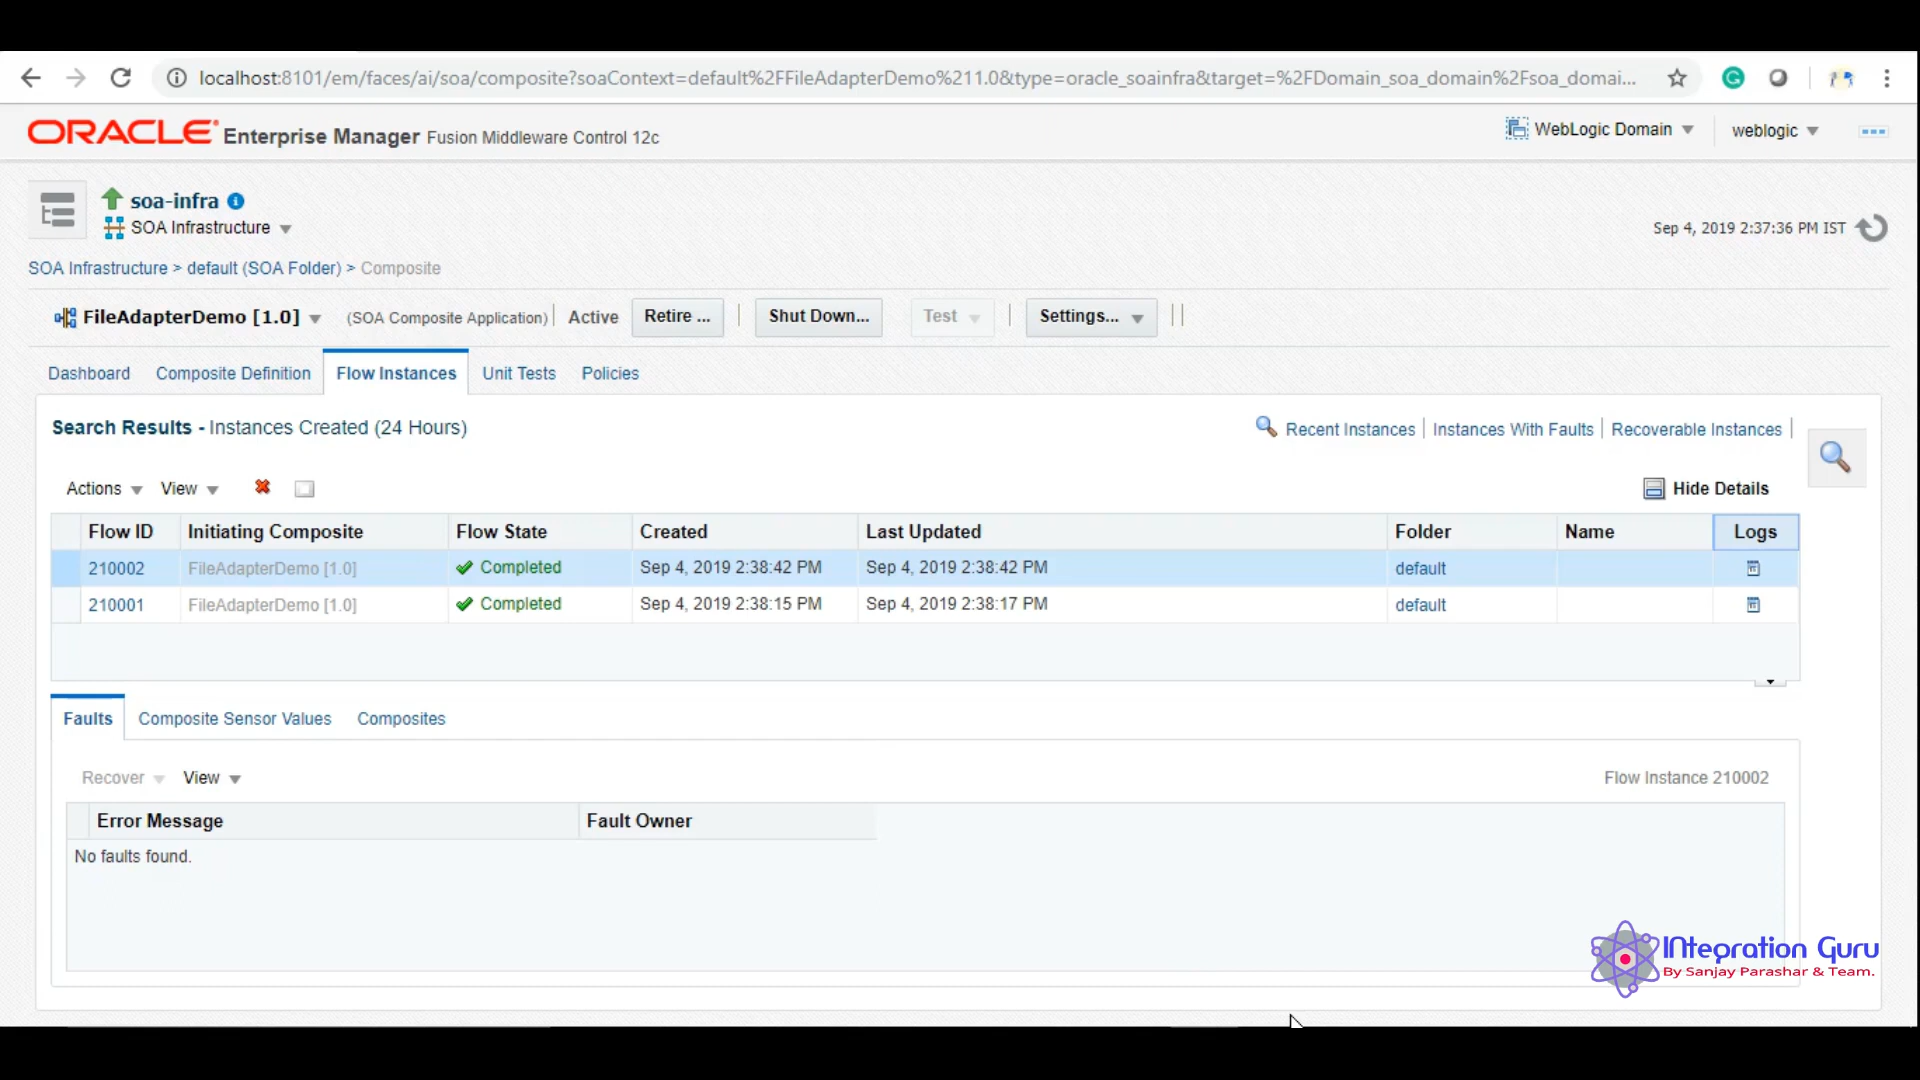 localhost:8101/em/faces/ai/soa/composite?soaContext=default%2FFileAdapterDemo%211.0&type=oracle_soainfra&target=%2FDomain_soa_domain%2Fsoa_domai...
ORACLE Enterprise Manager Fusion Middleware Control 12c
WebLogic Domain
weblogic
soa-infra
SOA Infrastructure
Sep 4, 2019 2:37:36 PM IST
SOA Infrastructure > default (SOA Folder) > Composite
FileAdapterDemo [1.0] (SOA Composite Application) Active Retire ... Shut Down... Test Settings...
Dashboard Composite Definition Flow Instances Unit Tests Policies
Search Results - Instances Created (24 Hours)
Recent Instances Instances With Faults Recoverable Instances
Actions View Hide Details
Flow ID Initiating Composite Flow State Created Last Updated Folder Name Logs
210002 FileAdapterDemo [1.0] Completed Sep 4, 2019 2:38:42 PM Sep 4, 2019 2:38:42 PM default
210001 FileAdapterDemo [1.0] Completed Sep 4, 2019 2:38:15 PM Sep 4, 2019 2:38:17 PM default
Faults Composite Sensor Values Composites
Recover View Flow Instance 210002
Error Message Fault Owner
No faults found.
INtegration Guru
By Sanjay Parashar & Team.